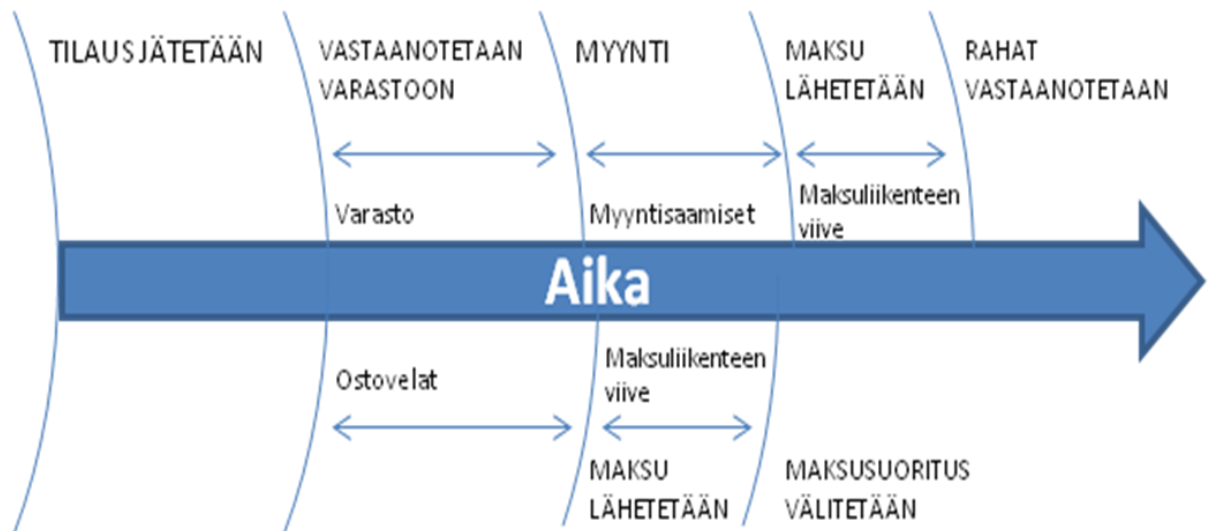 TILAUS JÄTETÄÄN
VASTAANOTETAAN
VARASTOON
MYYNTI
MAKSU
LÄHETETÄÄN
RAHAT
VASTAANOTETAAN
Varasto
Myyntisaamiset
Maksuliikenteen
viive
Aika
Ostovelat
Maksuliikenteen
viive
MAKSU
LÄHETETÄÄN
MAKSUSUORITUS
VÄLITETÄÄN